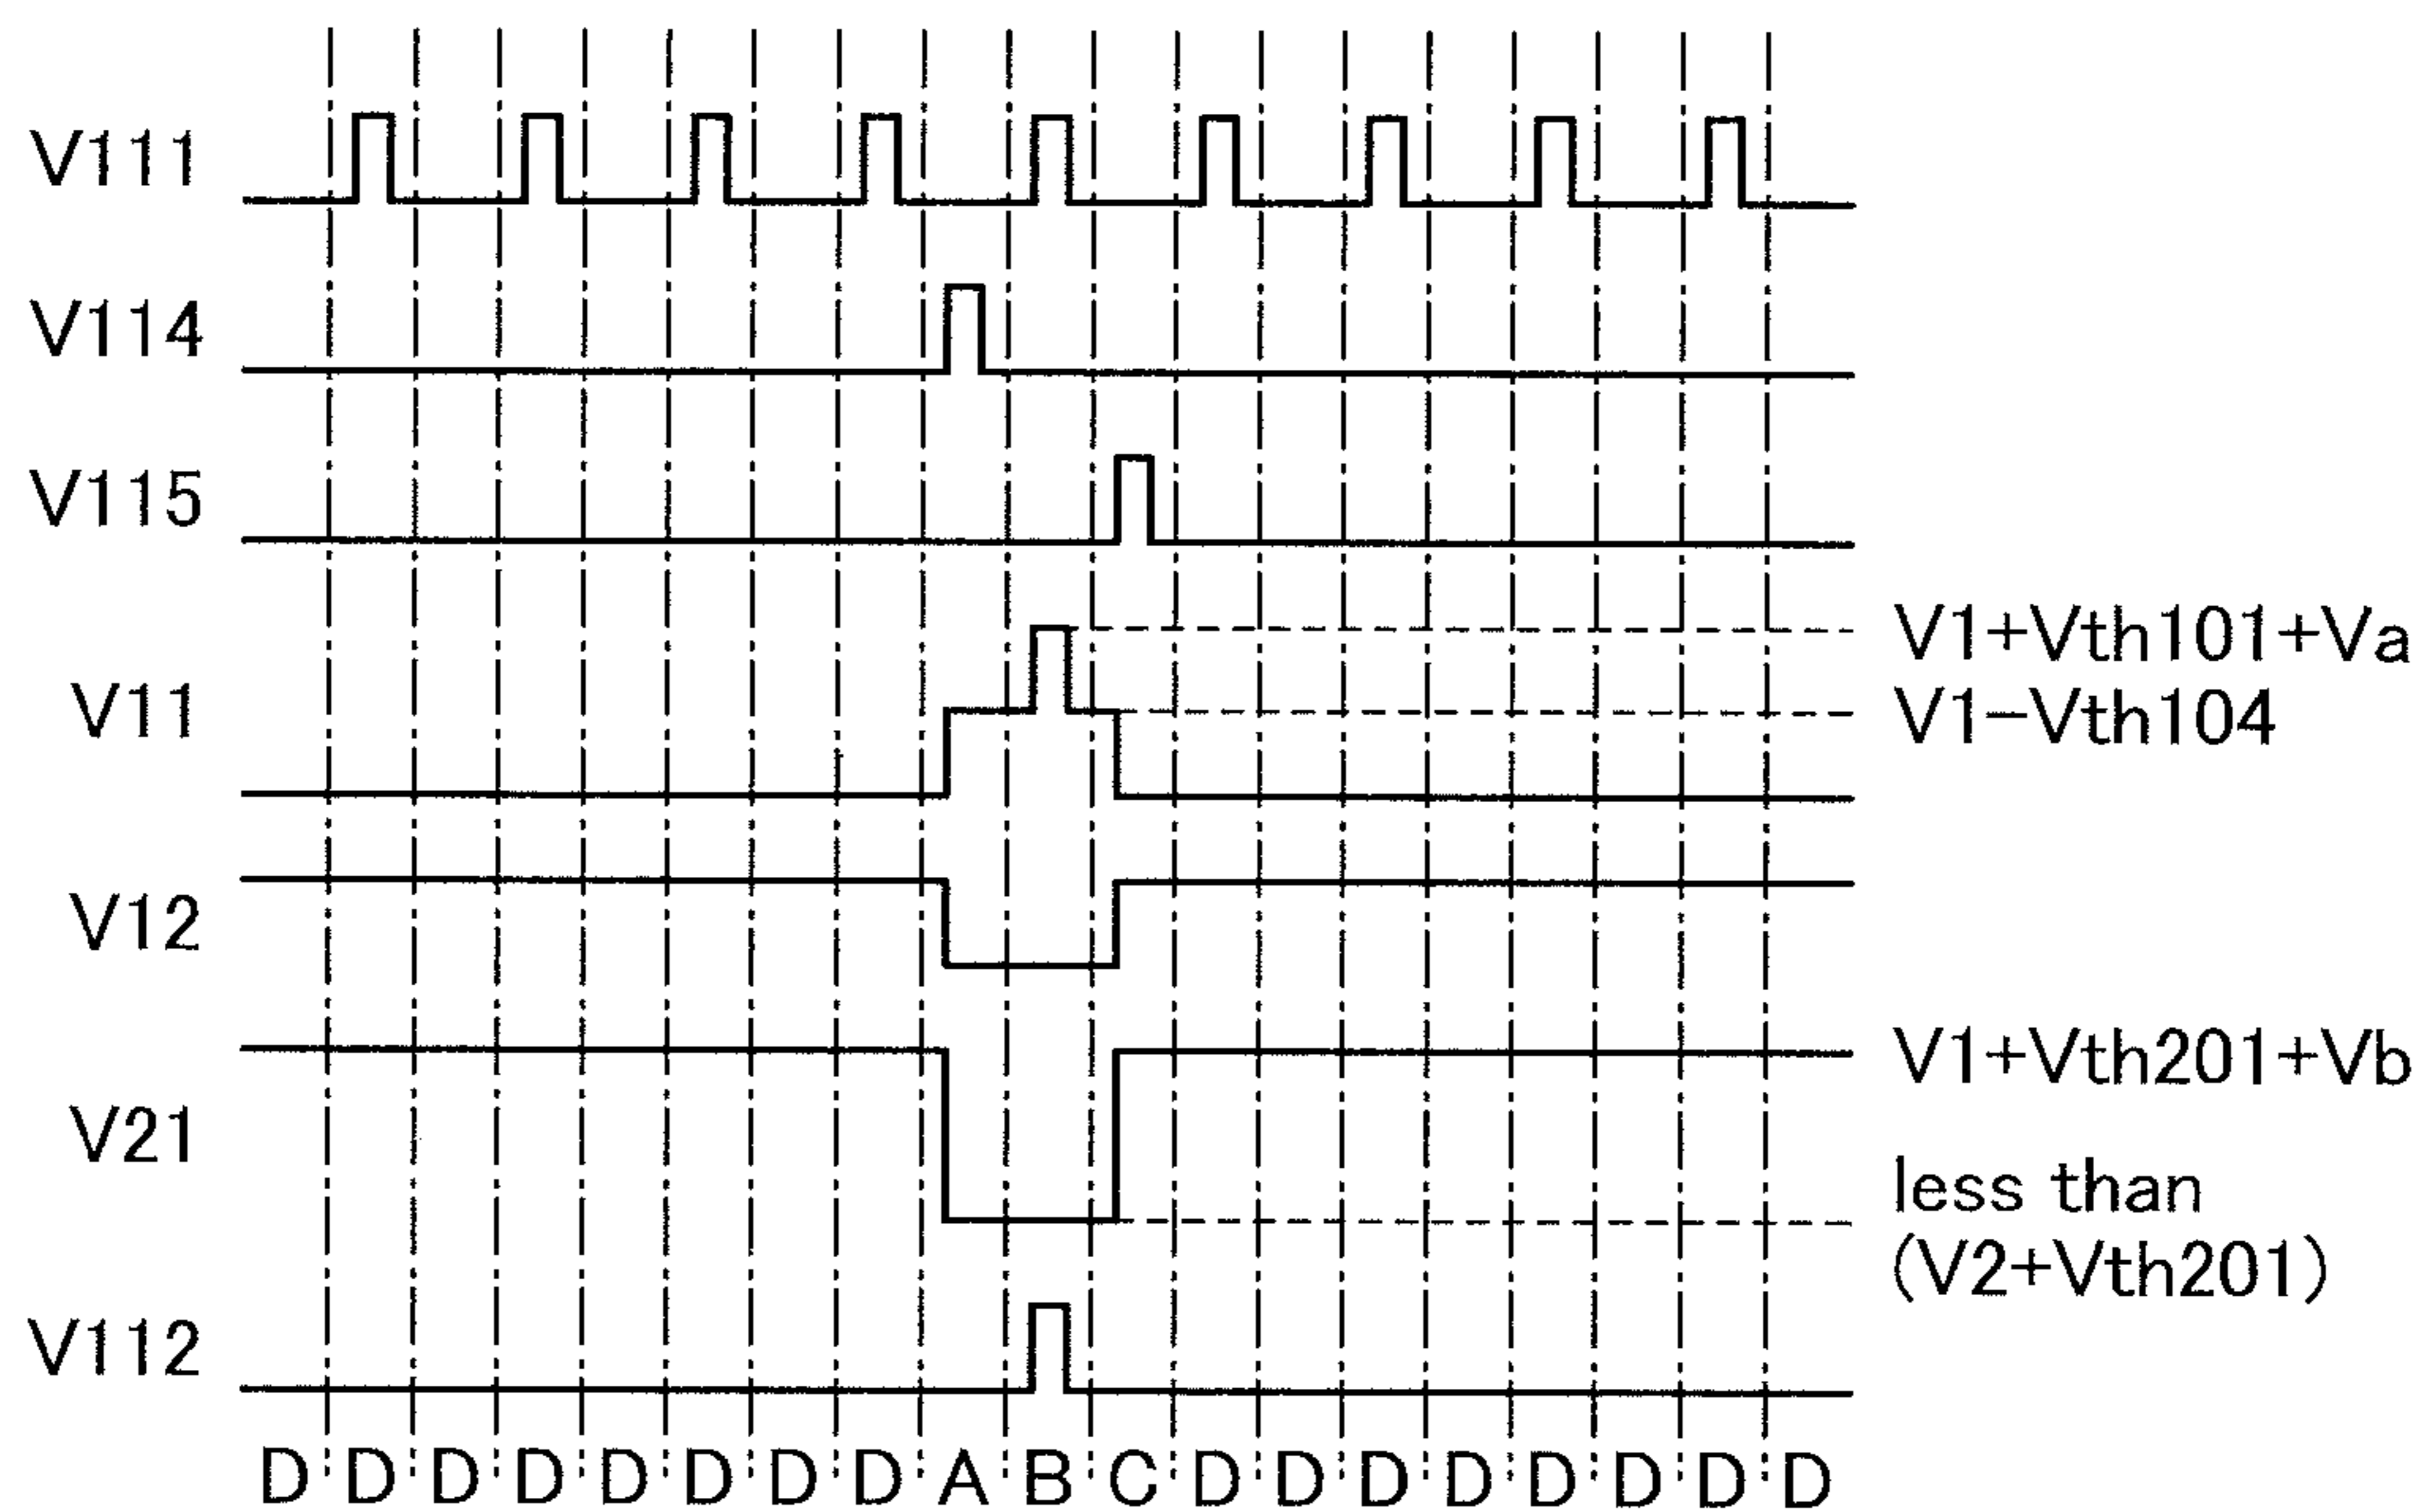 V111
V114
V115
V11
V1+Vth101+Va
V1-Vth104
V12
V21
V1+Vth201+Vb
less than
(V2+Vth201)
V112
D D D D D D D D A B C D D D D D D D D